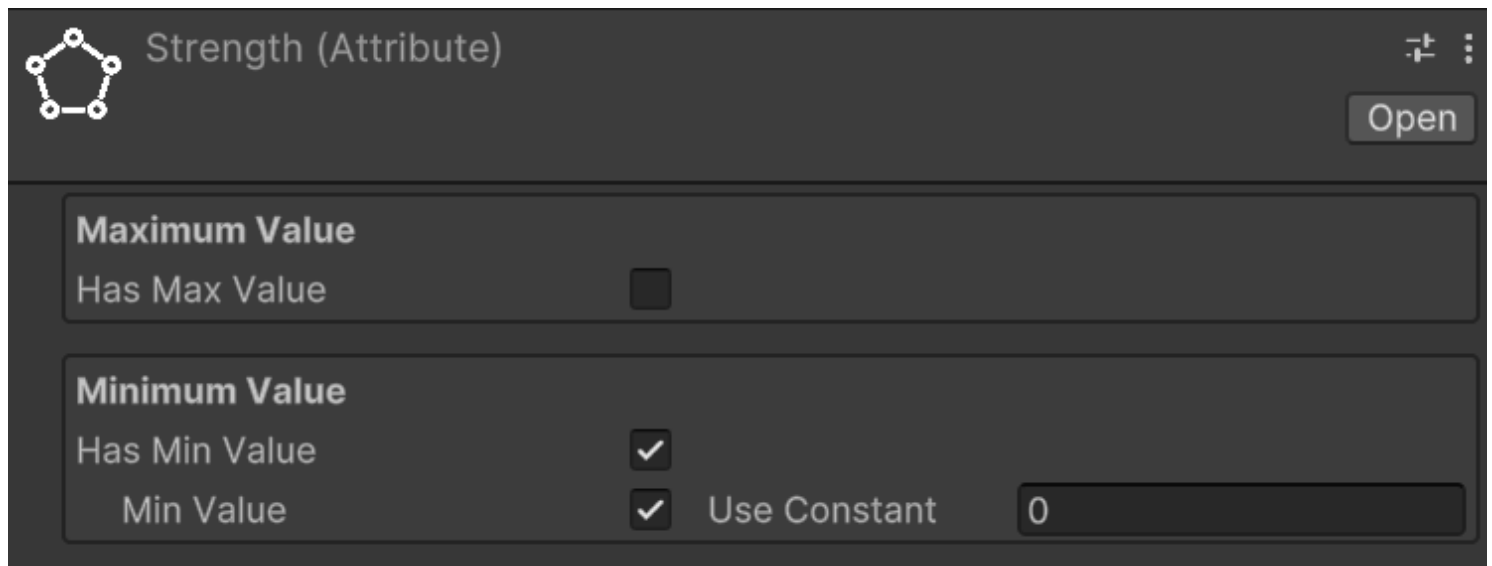 Strength (Attribute)
Open
Maximum Value
Has Max Value
Minimum Value
Has Min Value
Min Value Use Constant 0